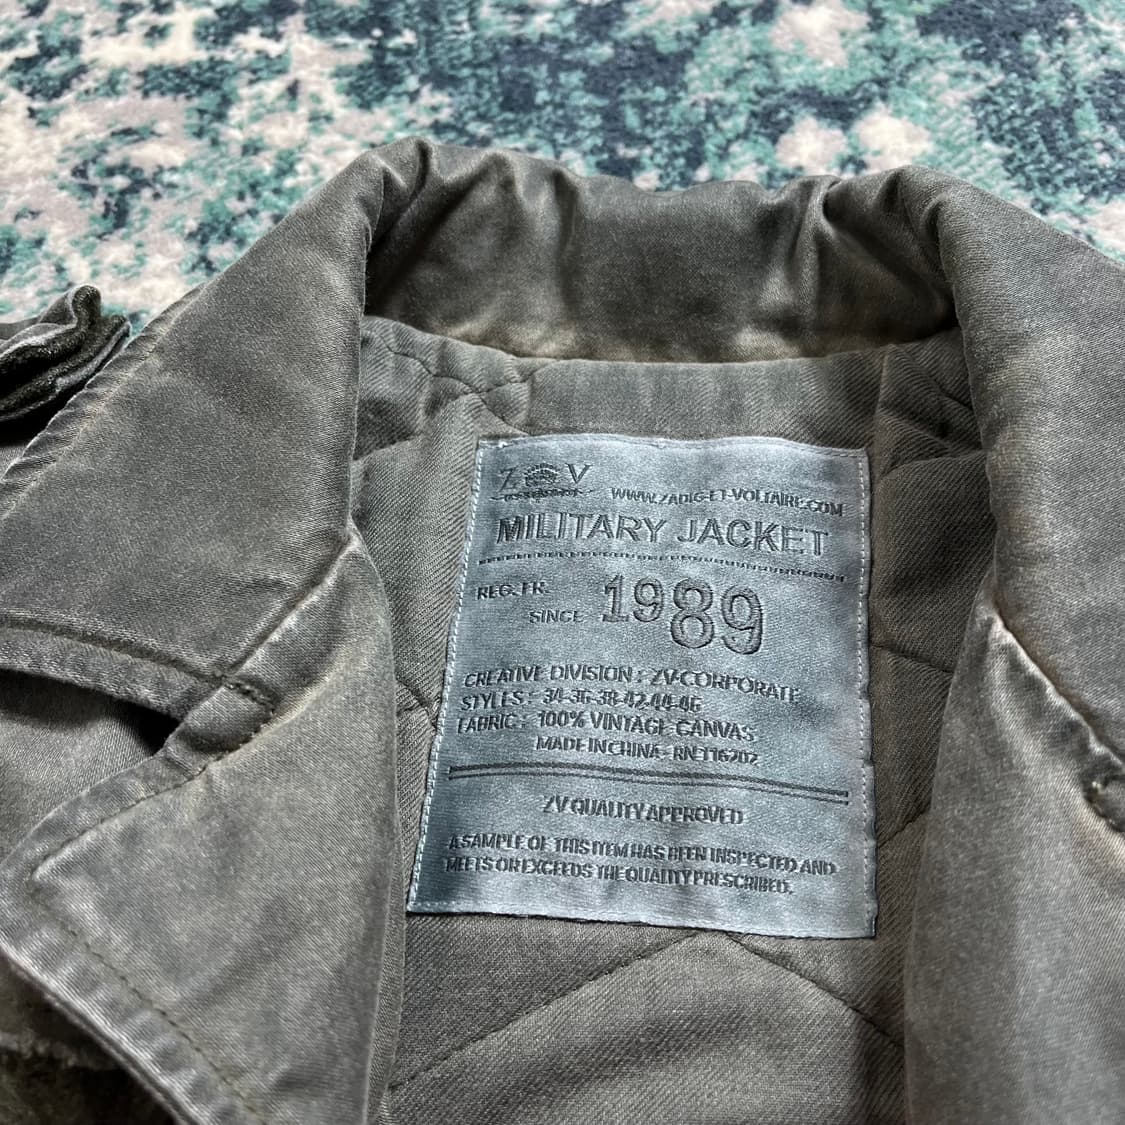 Z V
WWW.ZADIG-ET-VOLTAIRE.COM
MILITARY JACKET
REG. FR.
SINCE 1989
CREATIVE DIVISION : ZV-CORPORATE
STYLES : 34-36-38-42-44-46
FABRIC : 100% VINTAGE CANVAS
MADE IN CHINA - RN 116202
ZV QUALITY APPROVED
A SAMPLE OF THIS ITEM HAS BEEN INSPECTED AND
MEETS OR EXCEEDS THE QUALITY PRESCRIBED.